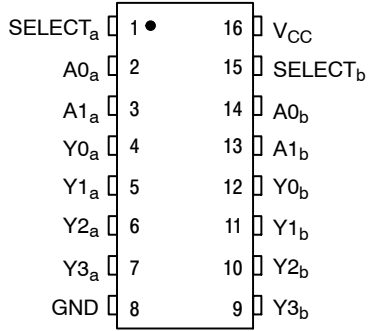 SELECTa 1 16 VCC
A0a 2 15 SELECTb
A1a 3 14 A0b
Y0a 4 13 A1b
Y1a 5 12 Y0b
Y2a 6 11 Y1b
Y3a 7 10 Y2b
GND 8 9 Y3b